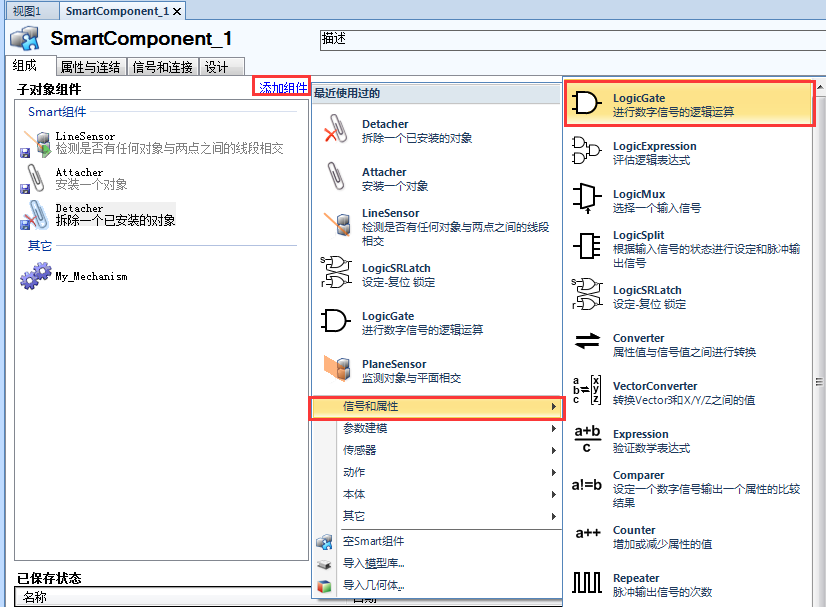 视图1
SmartComponent_1
SmartComponent_1
描述
组成
属性与连结
信号和连接
设计
子对象组件
添加组件
Smart组件
LineSensor
检测是否有任何对象与两点之间的线段相交
Attacher
安装一个对象
Detacher
拆除一个已安装的对象
其它
My_Mechanism
已保存状态
名称
最近使用过的
Detacher
拆除一个已安装的对象
Attacher
安装一个对象
LineSensor
检测是否有任何对象与两点之间的线段
相交
LogicSRLatch
设定-复位 锁定
LogicGate
进行数字信号的逻辑运算
PlaneSensor
监测对象与平面相交
信号和属性
参数建模
传感器
动作
本体
其它
空Smart组件
导入模型库...
导入几何体...
LogicGate
进行数字信号的逻辑运算
LogicExpression
评估逻辑表达式
LogicMux
选择一个输入信号
LogicSplit
根据输入信号的状态进行设定和脉冲输
出信号
LogicSRLatch
设定-复位 锁定
Converter
属性值与信号值之间进行转换
VectorConverter
转换Vector3和X/Y/Z之间的值
Expression
验证数学表达式
Comparer
设定一个数字信号输出一个属性的比较
结果
Counter
增加或减少属性的值
Repeater
脉冲输出信号的次数